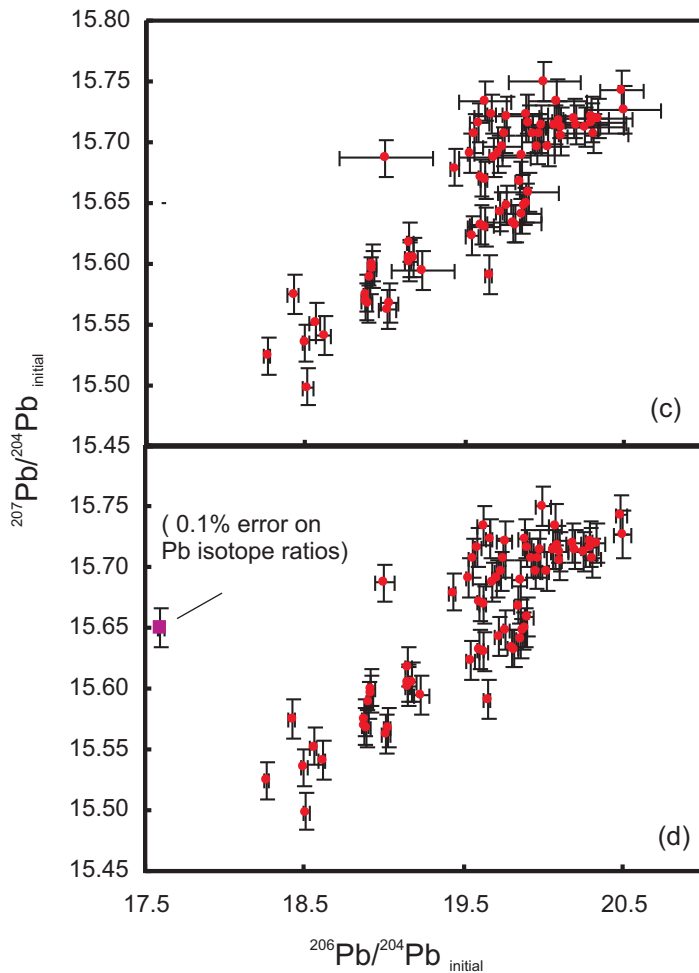 15.80
15.75
15.70
15.65
15.60
15.55
15.50
15.45
(c)
207Pb/204Pb initial
15.75
15.70
15.65
15.60
15.55
15.50
15.45
( 0.1% error on
Pb isotope ratios)
(d)
17.5 18.5 19.5 20.5
206Pb/204Pb initial